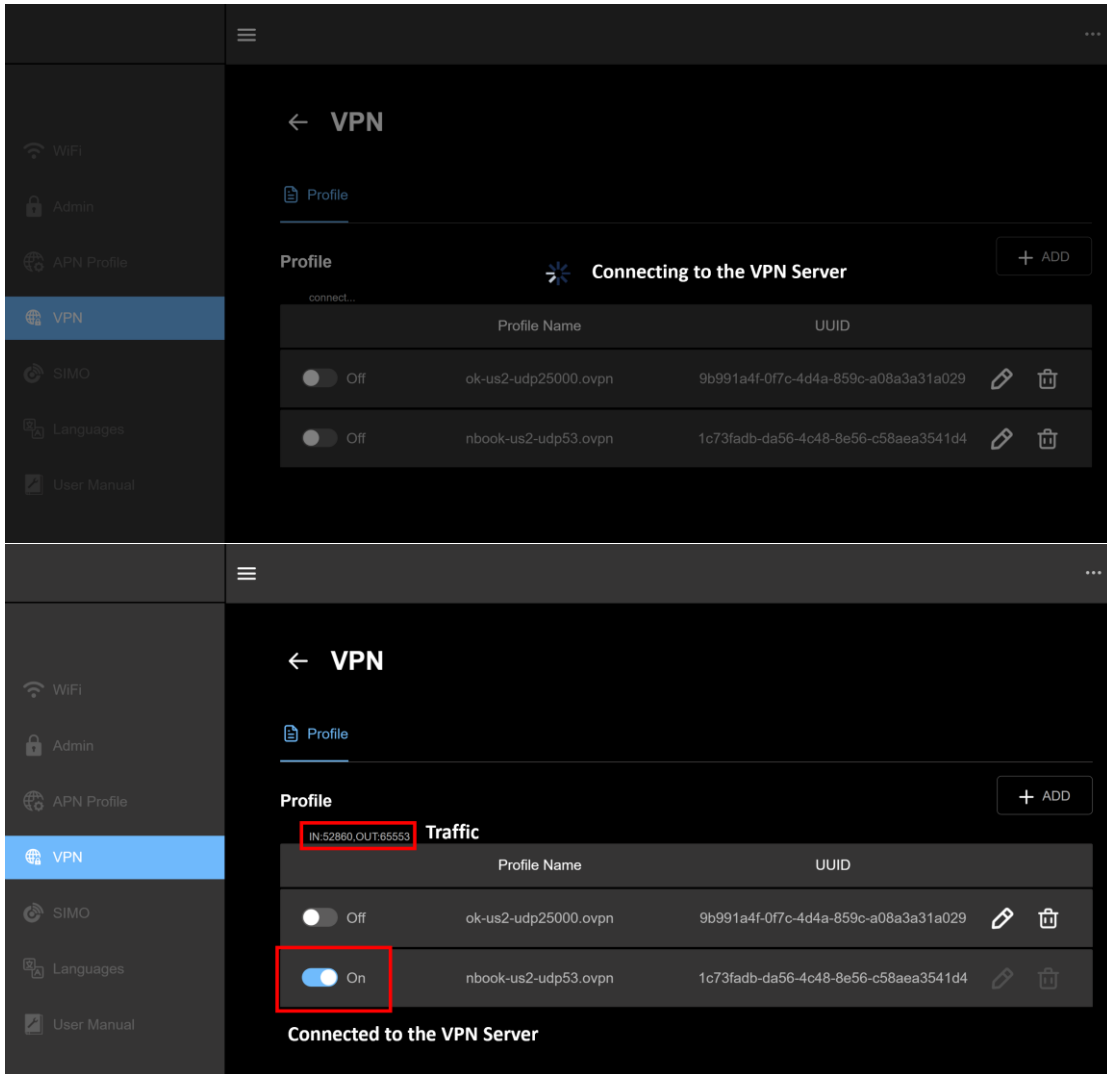 VPN
WiFi
Profile
Admin
APN Profile
Profile
Connecting to the VPN Server
+ ADD
connect...
VPN
Profile Name UUID
SIMO
Off ok-us2-udp25000.ovpn 9b991a4f-0f7c-4d4a-859c-a08a3a31a029
Languages
Off nbook-us2-udp53.ovpn 1c73fadb-da56-4c48-8e56-c58aea3541d4
User Manual
VPN
WiFi
Profile
Admin
APN Profile
Profile
+ ADD
IN:52860,OUT:65553 Traffic
VPN
Profile Name UUID
SIMO
Off ok-us2-udp25000.ovpn 9b991a4f-0f7c-4d4a-859c-a08a3a31a029
Languages
On nbook-us2-udp53.ovpn 1c73fadb-da56-4c48-8e56-c58aea3541d4
User Manual
Connected to the VPN Server